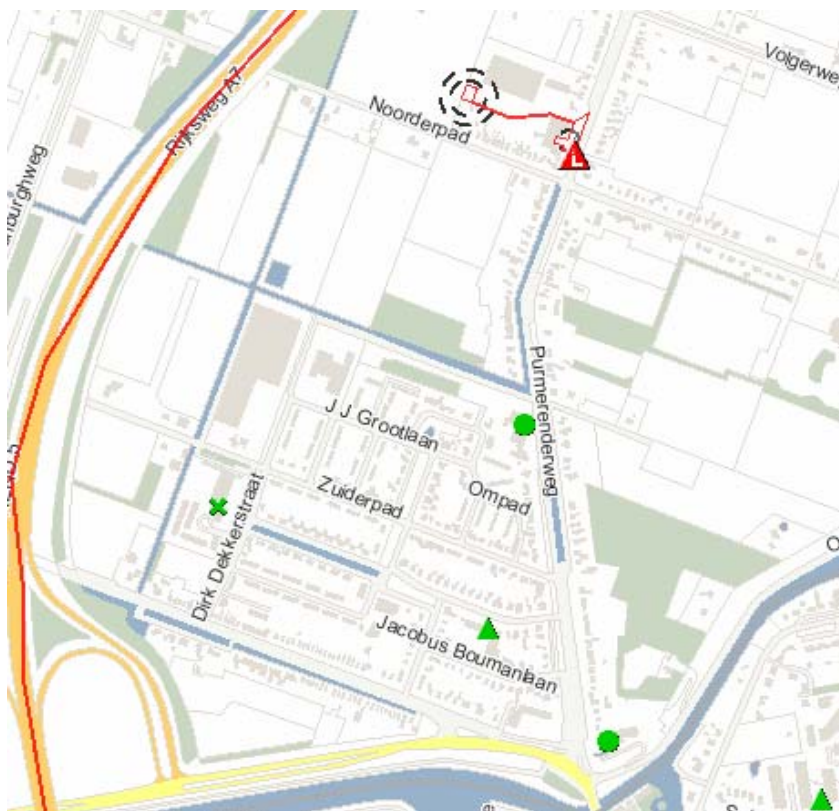 Volgerweg
Rijksweg A7
Noorderpad
L
Purmerenderweg
J J Grootlaan
Ompad
Zuiderpad
Dirk Dekkerstraat
Jacobus Boumanlaan